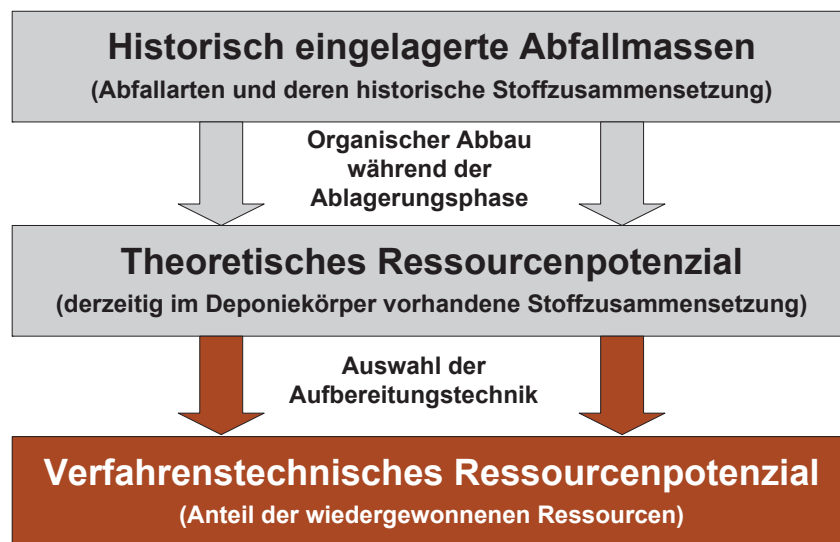 Historisch eingelagerte Abfallmassen
(Abfallarten und deren historische Stoffzusammensetzung)
Organischer Abbau
während der
Ablagerungsphase
Theoretisches Ressourcenpotenzial
(derzeitig im Deponiekörper vorhandene Stoffzusammensetzung)
Auswahl der
Aufbereitungstechnik
Verfahrenstechnisches Ressourcenpotenzial
(Anteil der wiedergewonnenen Ressourcen)